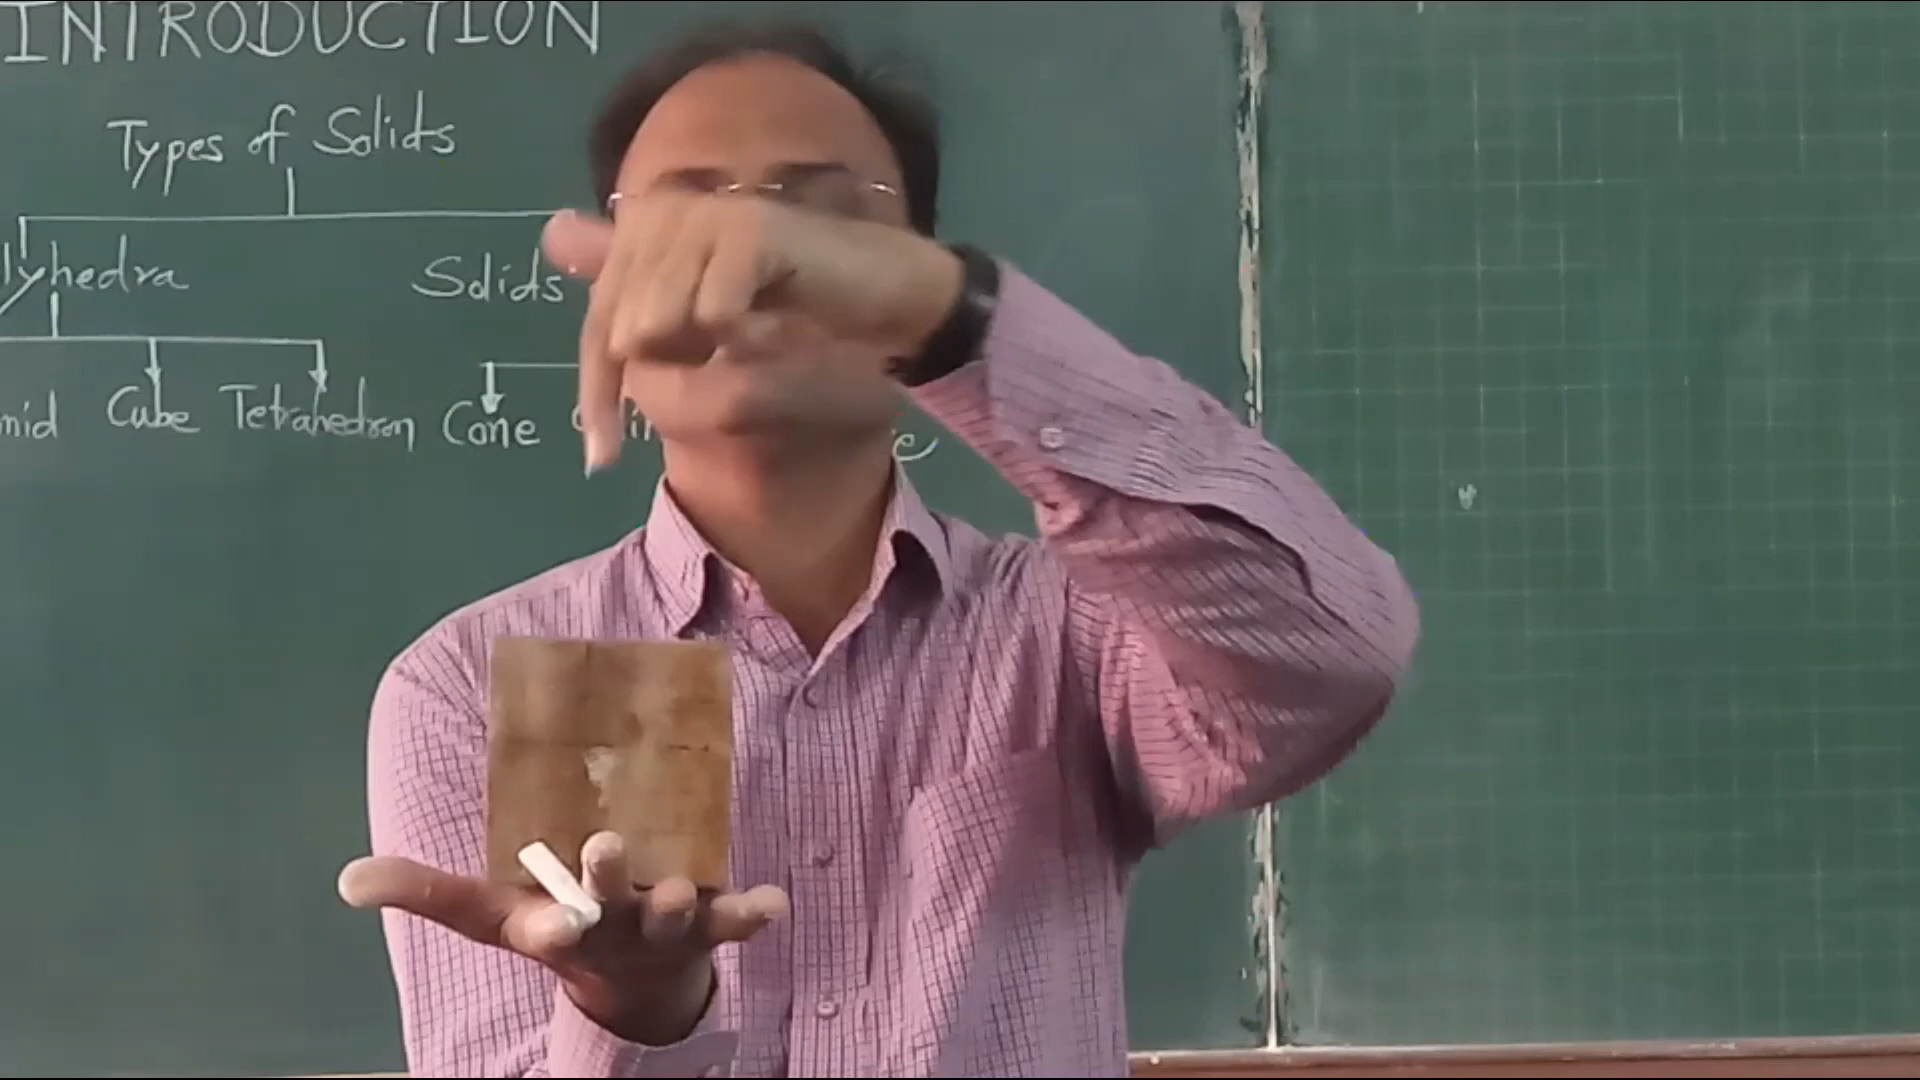 INTRODUCTION
Types of Solids
lyhedra Solids
mid Cube Tetrahedron Cone